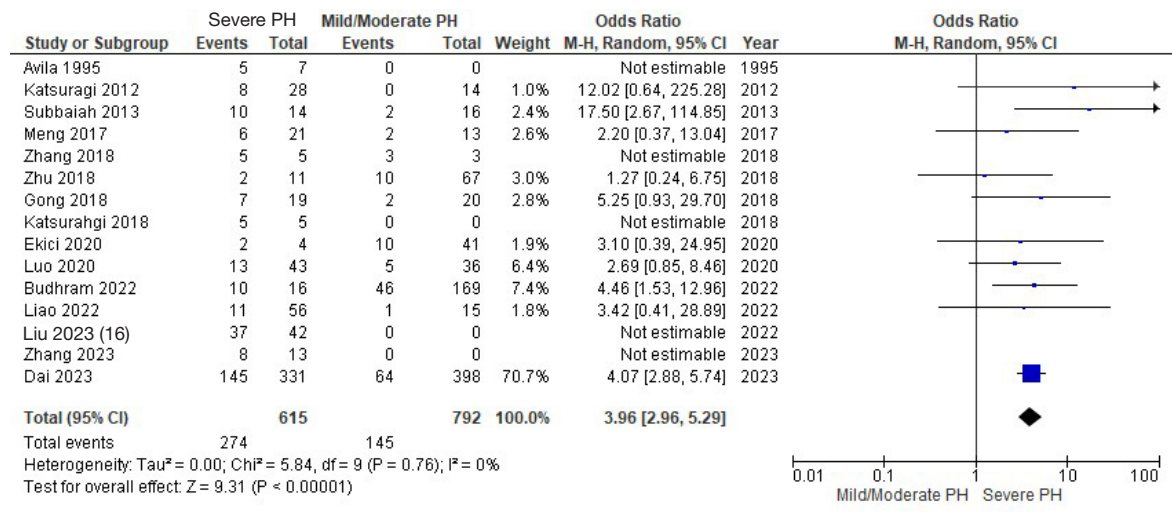 Severe PH Mild/Moderate PH Odds Ratio Odds Ratio
Study or Subgroup Events Total Events Total Weight M-H, Random, 95% CI Year M-H, Random, 95% CI
Avila 1995 5 7 0 0 Not estimable 1995
Katsuragi 2012 8 28 0 14 1.0% 12.02 [0.64, 225.28] 2012
Subbaiah 2013 10 14 2 16 2.4% 17.50 [2.67, 114.85] 2013
Meng 2017 6 21 2 13 2.6% 2.20 [0.37, 13.04] 2017
Zhang 2018 5 5 3 3 Not estimable 2018
Zhu 2018 2 11 10 67 3.0% 1.27 [0.24, 6.75] 2018
Gong 2018 7 19 2 20 2.8% 5.25 [0.93, 29.70] 2018
Katsurahgi 2018 5 5 0 0 Not estimable 2018
Ekici 2020 2 4 10 41 1.9% 3.10 [0.39, 24.95] 2020
Luo 2020 13 43 5 36 6.4% 2.69 [0.85, 8.46] 2020
Budhram 2022 10 16 46 169 7.4% 4.46 [1.53, 12.96] 2022
Liao 2022 11 56 1 15 1.8% 3.42 [0.41, 28.89] 2022
Liu 2023 (16) 37 42 0 0 Not estimable 2022
Zhang 2023 8 13 0 0 Not estimable 2023
Dai 2023 145 331 64 398 70.7% 4.07 [2.88, 5.74] 2023
Total (95% CI) 615 792 100.0% 3.96 [2.96, 5.29]
Total events 274 145
Heterogeneity: Tau² = 0.00; Chi² = 5.84, df = 9 (P = 0.76); I² = 0%
Test for overall effect: Z = 9.31 (P < 0.00001)
0.01 0.1 1 10 100
Mild/Moderate PH Severe PH